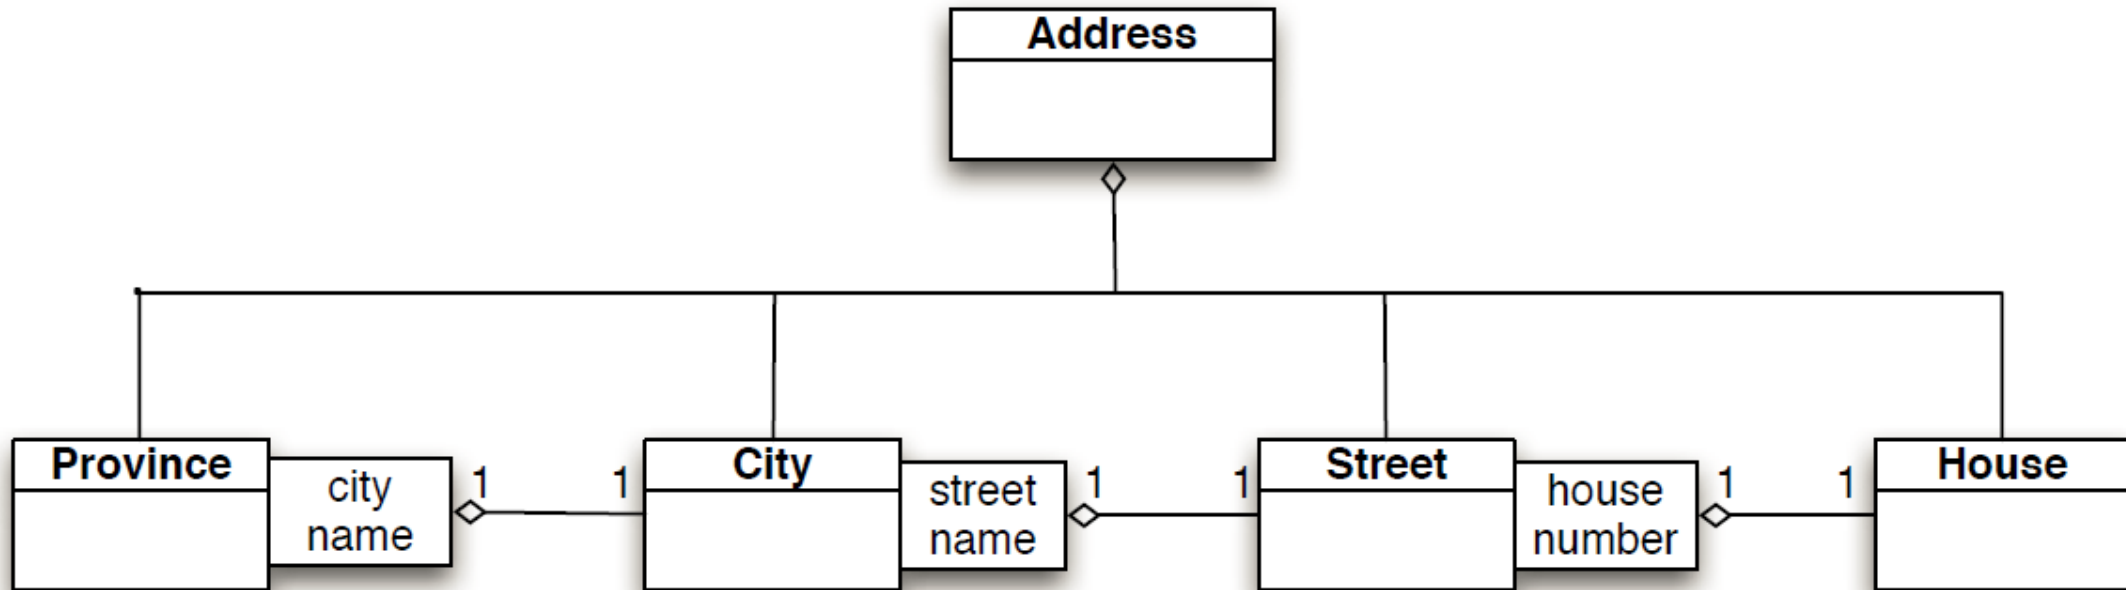 Address
Province
city
name
1
1
City
street
name
1
1
Street
house
number
1
1
House